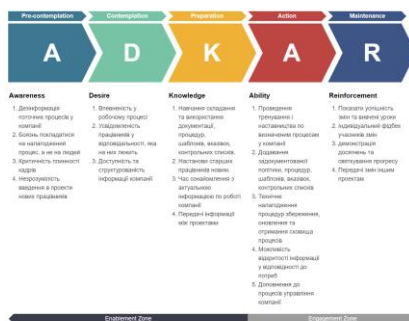 Pre-contemplation
Contemplation
Preparation
Action
Maintenance
A
D
K
A
R
Awareness
1. Дезінформація
поточних процесів у
компанії
2. Боязнь покладатися
на налагоджений
процес, а не на людей
3. Критичність плинності
кадрів
4. Незрозумілість
введення в проекти
нових працівників
Desire
1. Впевненість у
робочому процесі
2. Усвідомленість
працівників у
відповідальності, яка
на них лежить
3. Доступність та
структурованість
інформації компанії
Knowledge
1. Навчання складання
та використання
документації,
процедур,
шаблонів, вказівок,
контрольних списків.
2. Настанови старших
працівників новим.
3. Час ознайомлення з
актуальною
інформацією по роботі
компанії
4. Передачі інформації
між проектами
Ability
1. Проведення
тренування і
наставництва по
визначеним процесам
у компанії
2. Додавання
задокументованої
політики, процедур,
шаблонів, вказівок,
контрольних списків
3. Технічне
налагодження
процедур збереження,
оновлення та
отримання сховища
процесів
4. Можливість
відкритості інформації
у відповідності до
потреб
5. Доповнення до
процесів управління
компанії
Reinforcement
1. Показати успішність
змін та вивчені уроки
2. Індивідуальний фідбек
учасників змін
3. демонстрація
досягнень та
святкування прогресу
4. Передачі змін іншим
проектам
Enablement Zone
Engagement Zone